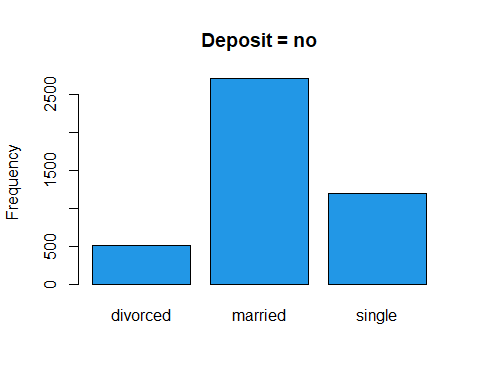 Deposit = no
Frequency
2500
1500
500
0
divorced married single